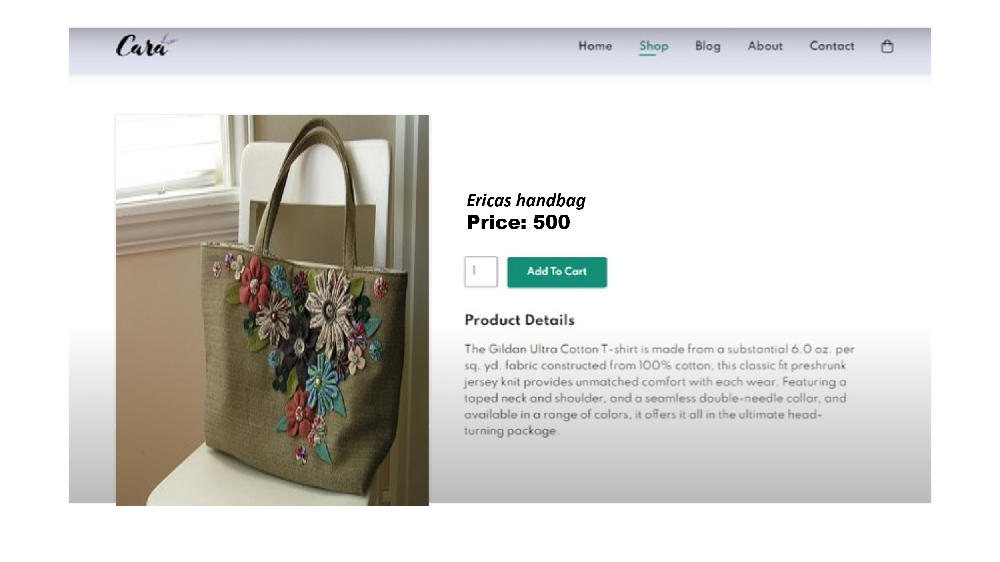 Cara
Home Shop Blog About Contact
Ericas handbag
Price: 500
1 Add To Cart
Product Details
The Gildan Ultra Cotton T-shirt is made from a substantial 6.0 oz. per
sq. yd. fabric constructed from 100% cotton, this classic fit preshrunk
jersey knit provides unmatched comfort with each wear. Featuring a
taped neck and shoulder, and a seamless double-needle collar, and
available in a range of colors, it offers it all in the ultimate head-
turning package.